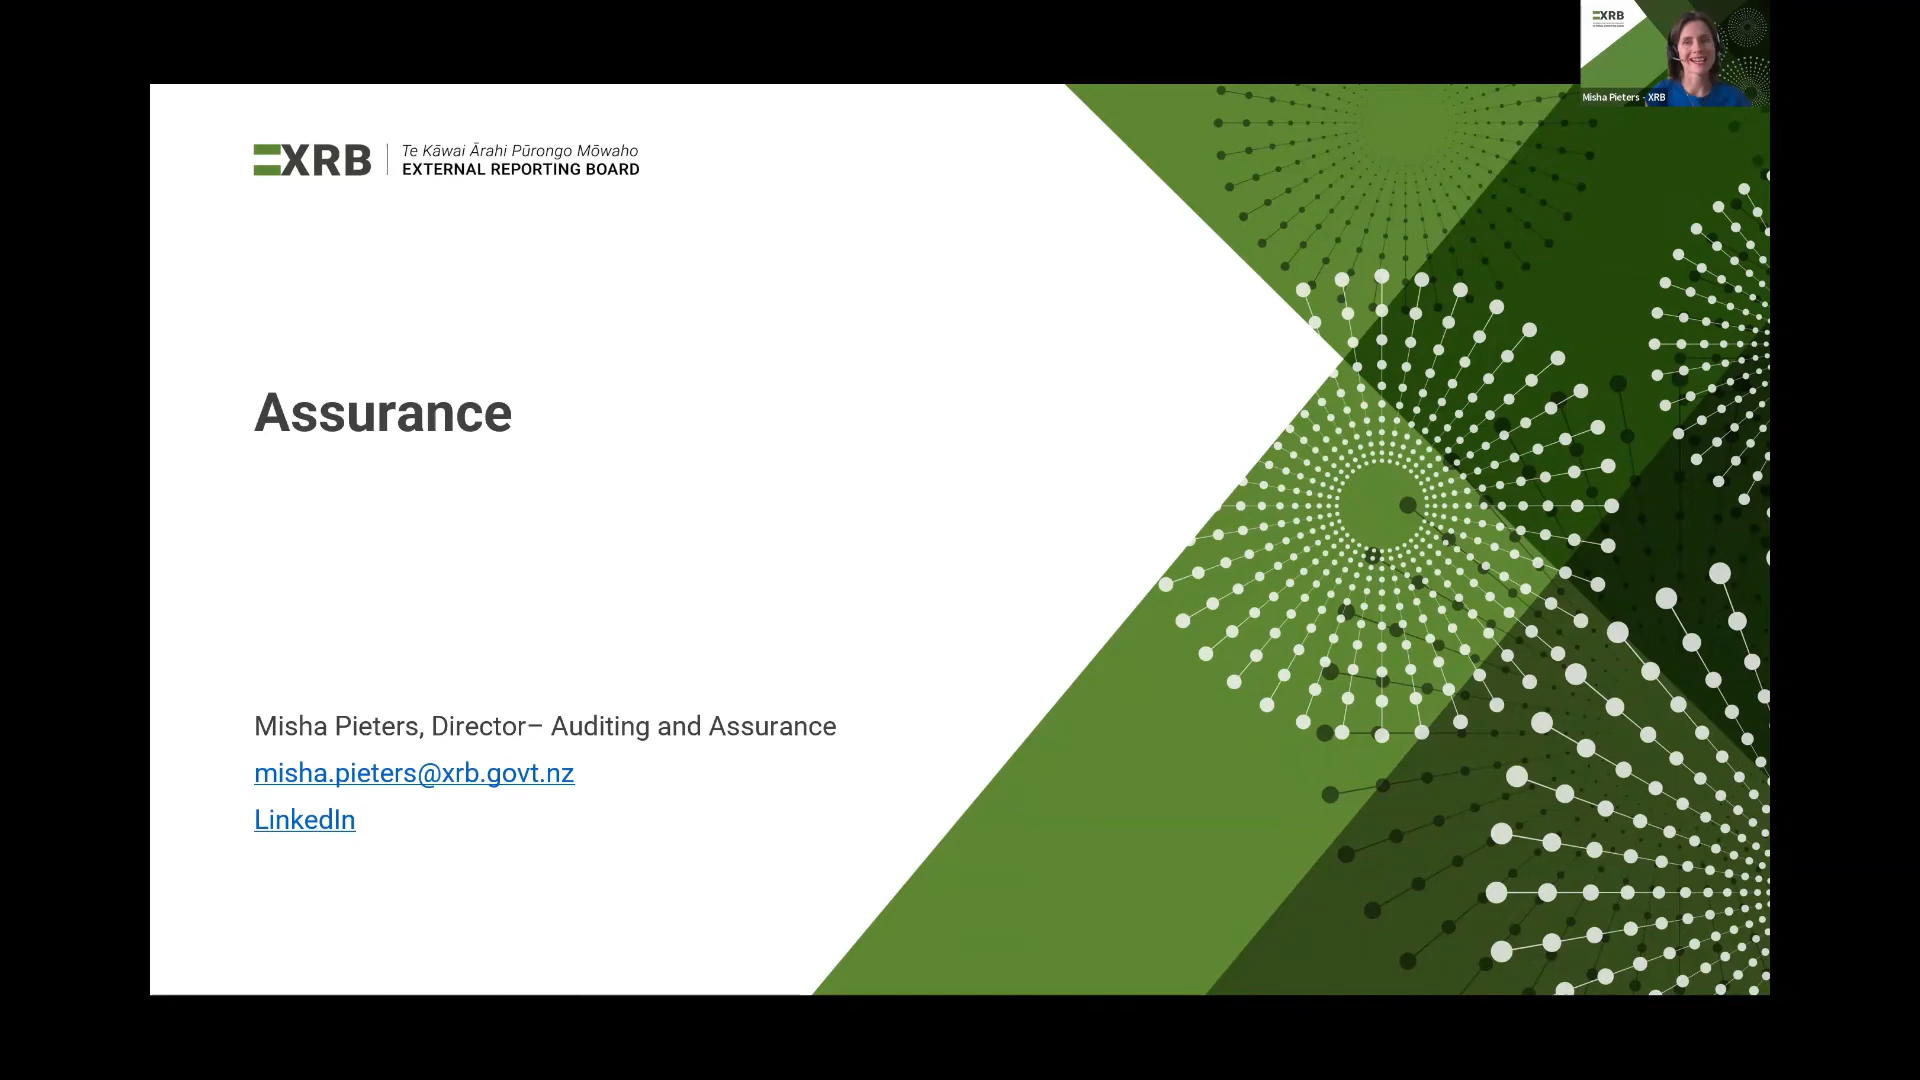 XRB
Te Kāwai Ārahi Pūrongo Mōwaho
EXTERNAL REPORTING BOARD
Assurance
Misha Pieters, Director– Auditing and Assurance
misha.pieters@xrb.govt.nz
LinkedIn
XRB
Misha Pieters - XRB